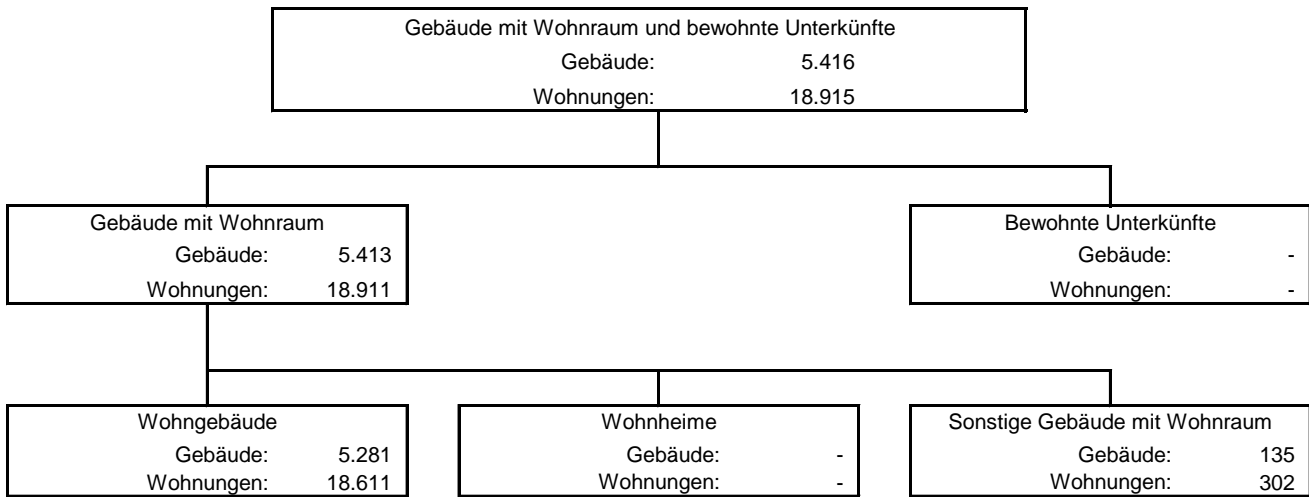 Gebäude mit Wohnraum und bewohnte Unterkünfte
Gebäude: 5.416
Wohnungen: 18.915
Gebäude mit Wohnraum
Gebäude: 5.413
Wohnungen: 18.911
Bewohnte Unterkünfte
Gebäude: -
Wohnungen: -
Wohngebäude
Gebäude: 5.281
Wohnungen: 18.611
Wohnheime
Gebäude: -
Wohnungen: -
Sonstige Gebäude mit Wohnraum
Gebäude: 135
Wohnungen: 302